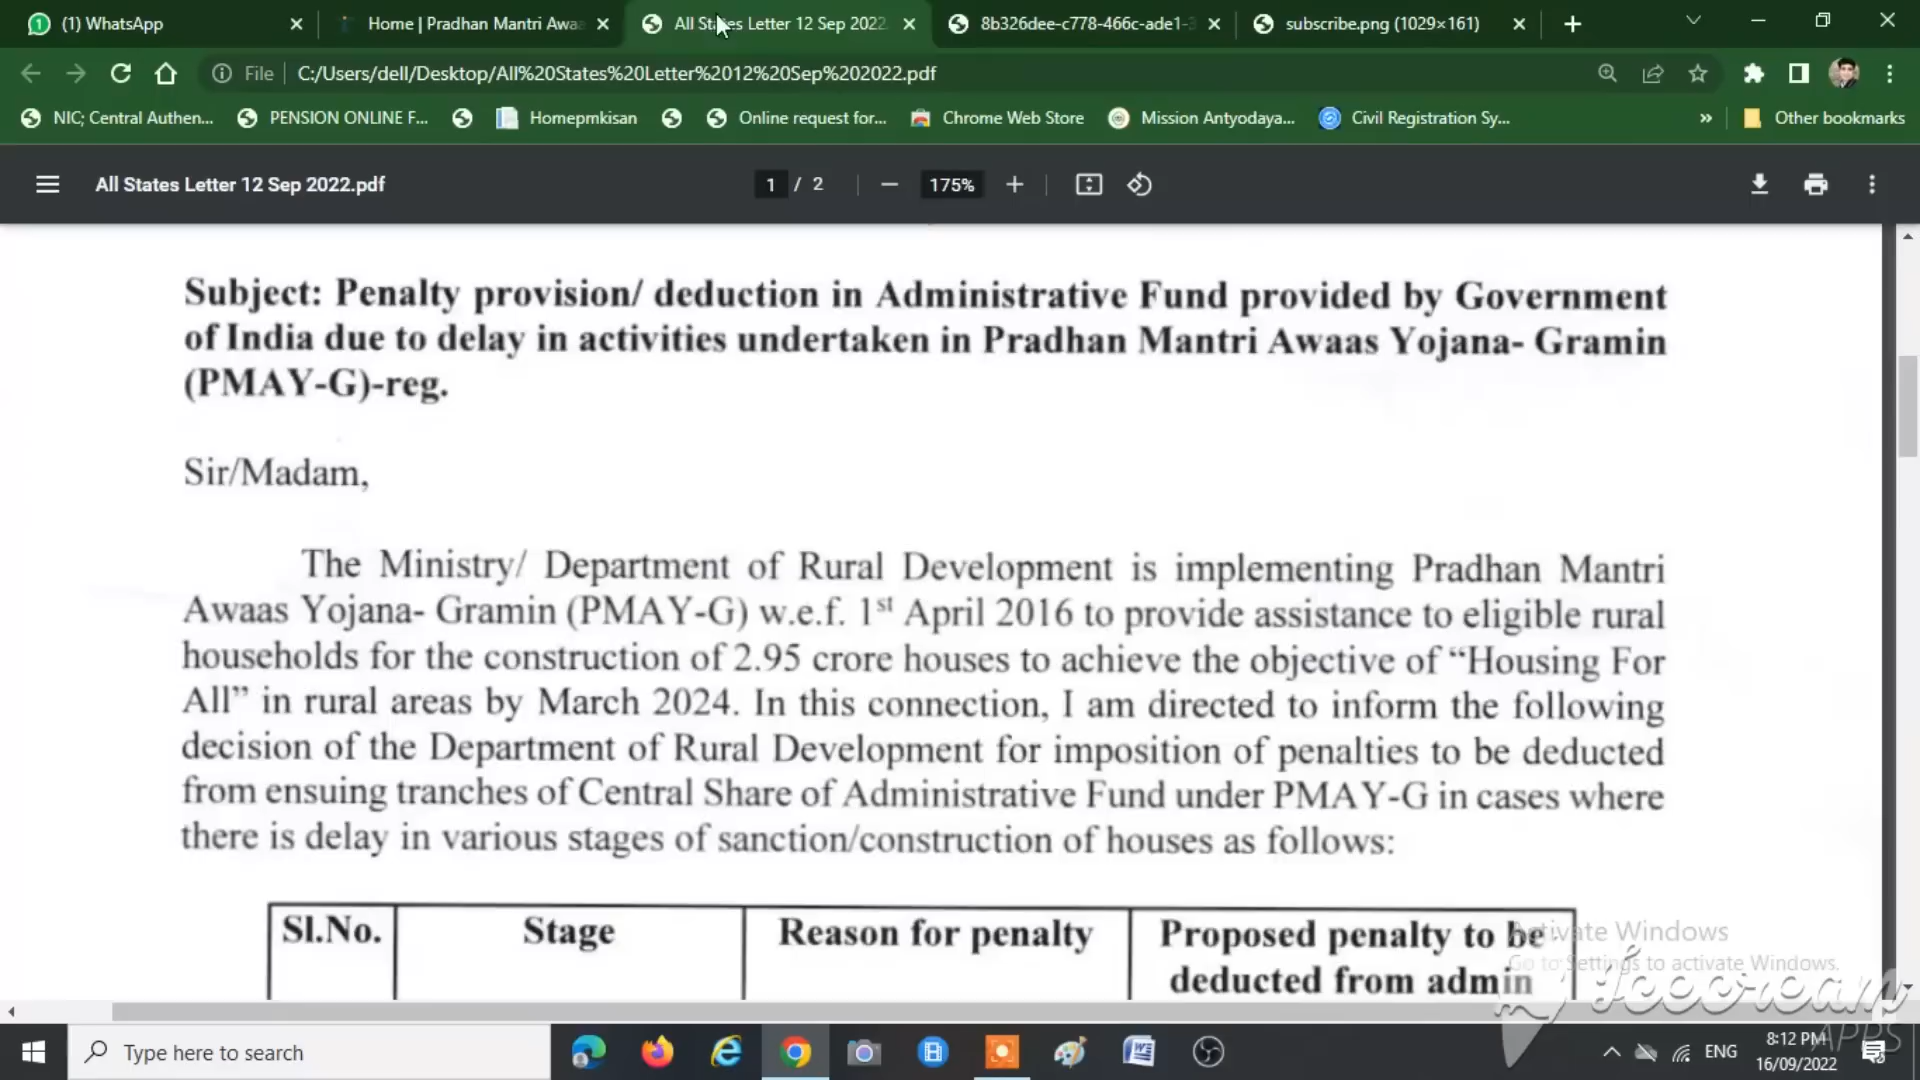 (1) WhatsApp
Home | Pradhan Mantri Awaa
All States Letter 12 Sep 2022
8b326dee-c778-466c-ade1-3
subscribe.png (1029×161)
File
C:/Users/dell/Desktop/All%20States%20Letter%2012%20Sep%202022.pdf
NIC; Central Authen...
PENSION ONLINE F...
Homepmkisan
Online request for...
Chrome Web Store
Mission Antyodaya...
Civil Registration Sy...
»
Other bookmarks
All States Letter 12 Sep 2022.pdf
1 / 2
175%
Subject: Penalty provision/ deduction in Administrative Fund provided by Government
of India due to delay in activities undertaken in Pradhan Mantri Awaas Yojana- Gramin
(PMAY-G)-reg.
Sir/Madam,
The Ministry/ Department of Rural Development is implementing Pradhan Mantri
Awaas Yojana- Gramin (PMAY-G) w.e.f. 1st April 2016 to provide assistance to eligible rural
households for the construction of 2.95 crore houses to achieve the objective of “Housing For
All” in rural areas by March 2024. In this connection, I am directed to inform the following
decision of the Department of Rural Development for imposition of penalties to be deducted
from ensuing tranches of Central Share of Administrative Fund under PMAY-G in cases where
there is delay in various stages of sanction/construction of houses as follows:
Sl.No.
Stage
Reason for penalty
Proposed penalty to be
deducted from admin
Activate Windows
Go to Settings to activate Windows.
Icecream
APPS
Type here to search
ENG
8:12 PM
16/09/2022